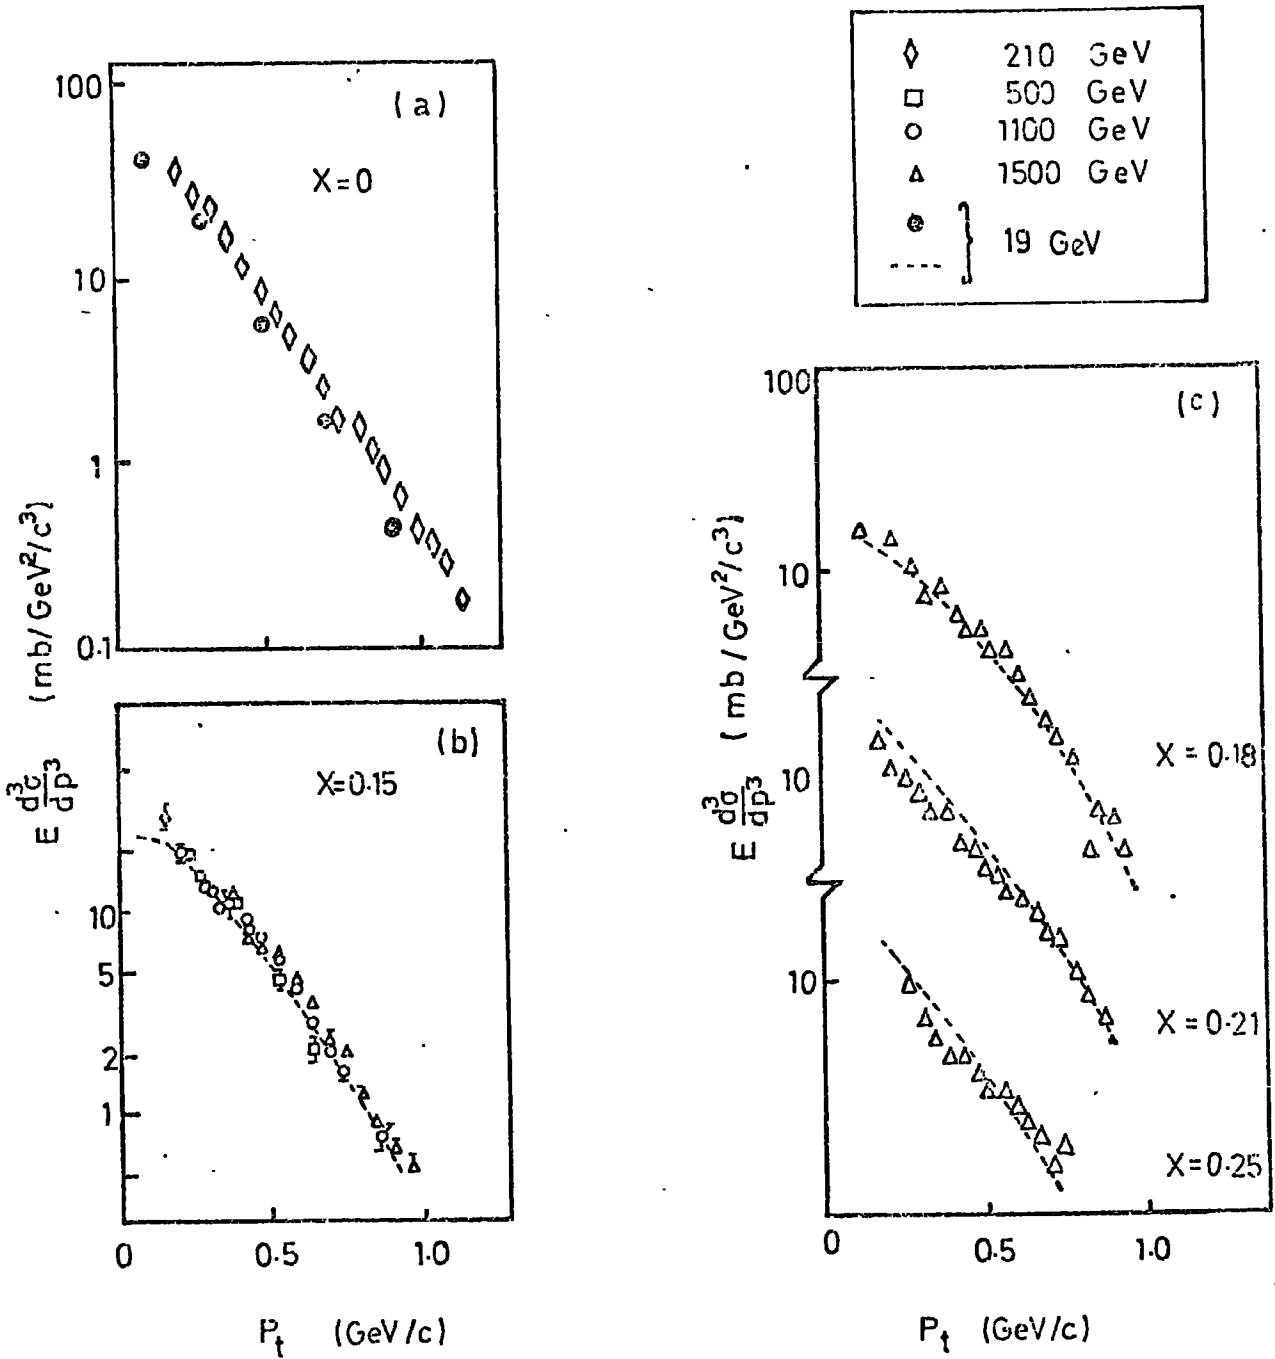 (a)
X=0
100
10
1
0.1
E d³σ/dp³ (mb/GeV²/c³)
(b)
X=0.15
10
5
2
1
0
0.5
1.0
Pt (GeV/c)
210 GeV
500 GeV
1100 GeV
1500 GeV
19 GeV
(c)
100
10
X=0.18
10
X=0.21
10
X=0.25
E d³σ/dp³ (mb/GeV²/c³)
0
0.5
1.0
Pt (GeV/c)